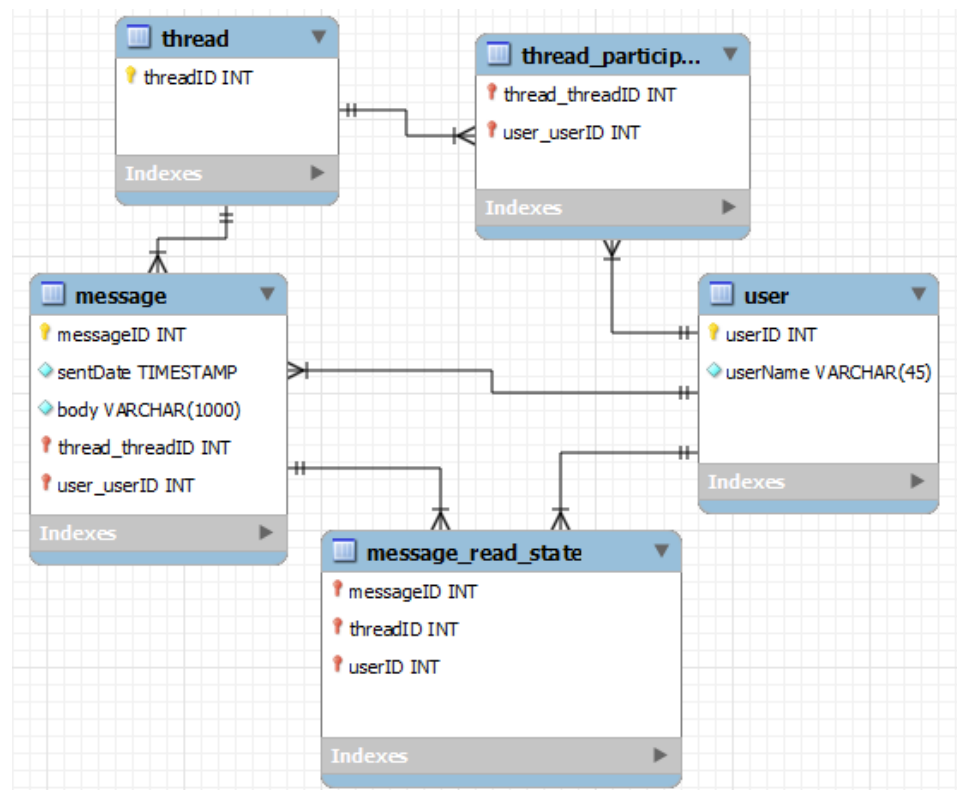 thread
threadID INT
Indexes
thread_particip...
thread_threadID INT
user_userID INT
Indexes
message
messageID INT
sentDate TIMESTAMP
body VARCHAR(1000)
thread_threadID INT
user_userID INT
Indexes
user
userID INT
userName VARCHAR(45)
Indexes
message_read_state
messageID INT
threadID INT
userID INT
Indexes